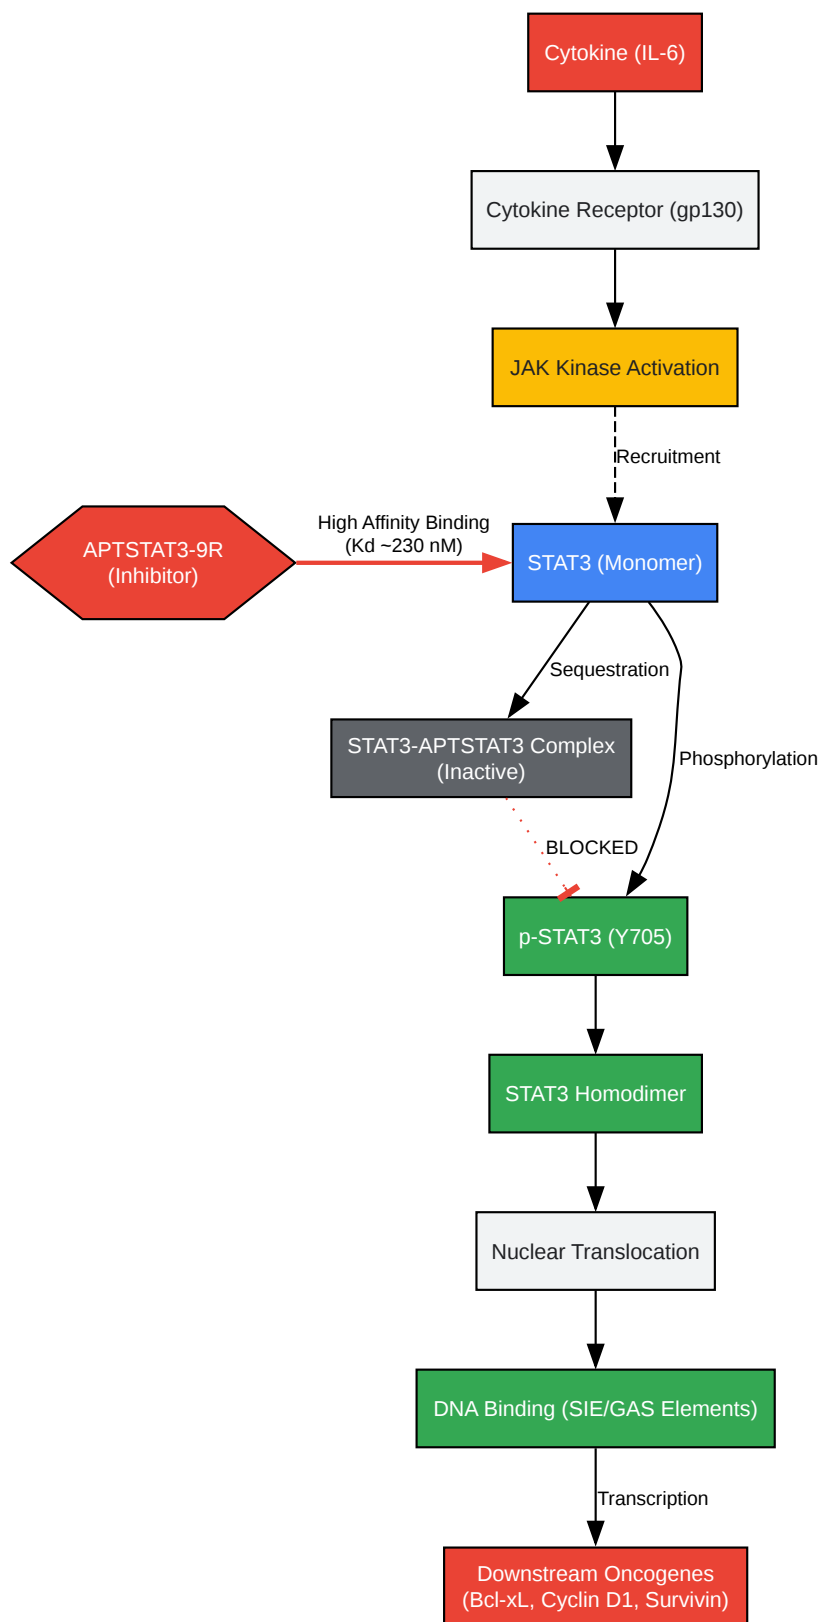 Cytokine (IL-6)
Cytokine Receptor (gp130)
JAK Kinase Activation
Recruitment
APTSTAT3-9R
(Inhibitor)
High Affinity Binding
(Kd ~230 nM)
STAT3 (Monomer)
Sequestration
STAT3-APTSTAT3 Complex
(Inactive)
Phosphorylation
BLOCKED
p-STAT3 (Y705)
STAT3 Homodimer
Nuclear Translocation
DNA Binding (SIE/GAS Elements)
Transcription
Downstream Oncogenes
(Bcl-xL, Cyclin D1, Survivin)